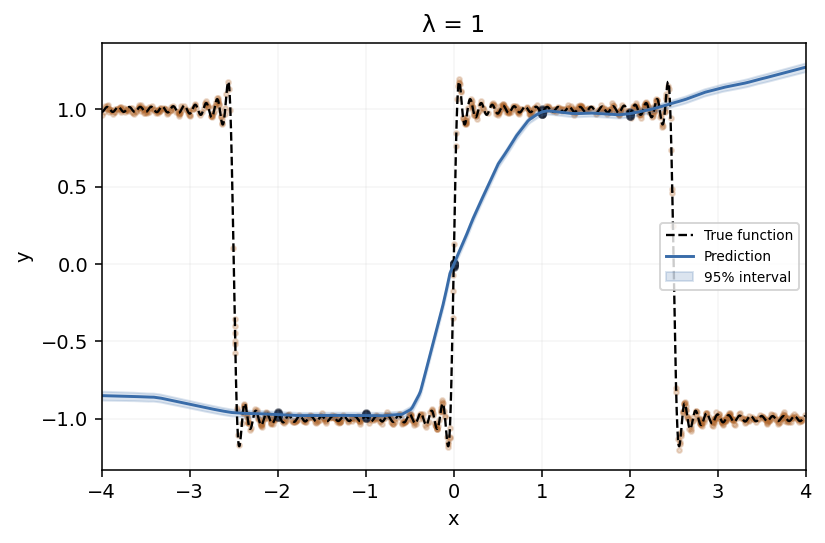 λ = 1
y
1.0
0.5
0.0
−0.5
−1.0
True function
Prediction
95% interval
−4 −3 −2 −1 0 1 2 3 4
x